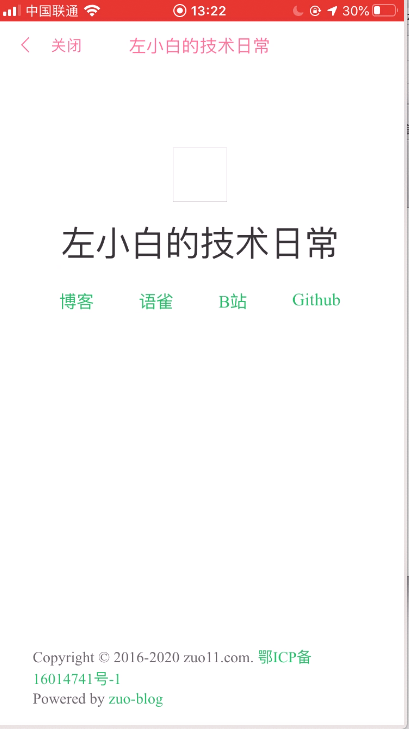 中国联通 13:22 30%
关闭 左小白的技术日常
左小白的技术日常
博客 语雀 B站 Github
Copyright © 2016-2020 zuo11.com. 鄂ICP备
16014741号-1
Powered by zuo-blog